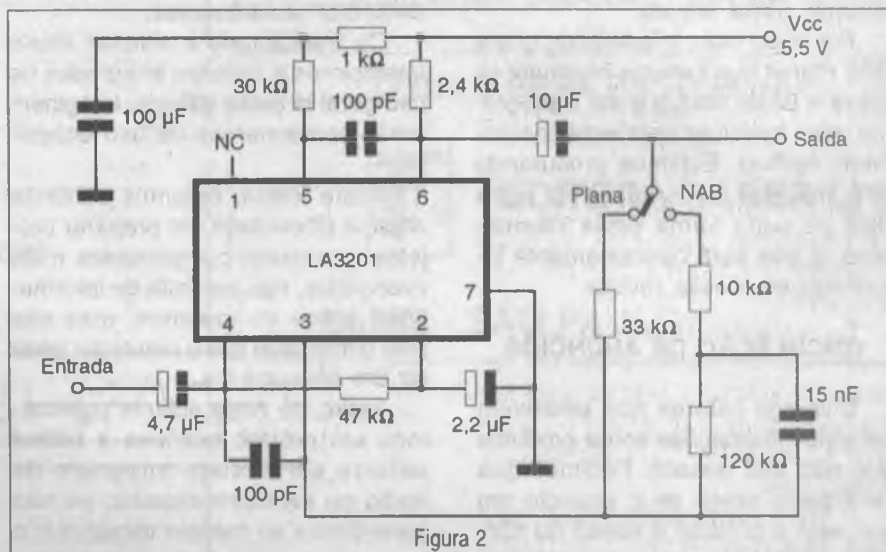 Vcc
5,5 V
1 kΩ
30 kΩ
2,4 kΩ
100 pF
10 µF
100 µF
NC
Saída
1
5
6
Plana
NAB
LA3201
7
10 kΩ
33 kΩ
4
3
2
Entrada
15 nF
4,7 µF
47 kΩ
2,2 µF
120 kΩ
100 pF
Figura 2